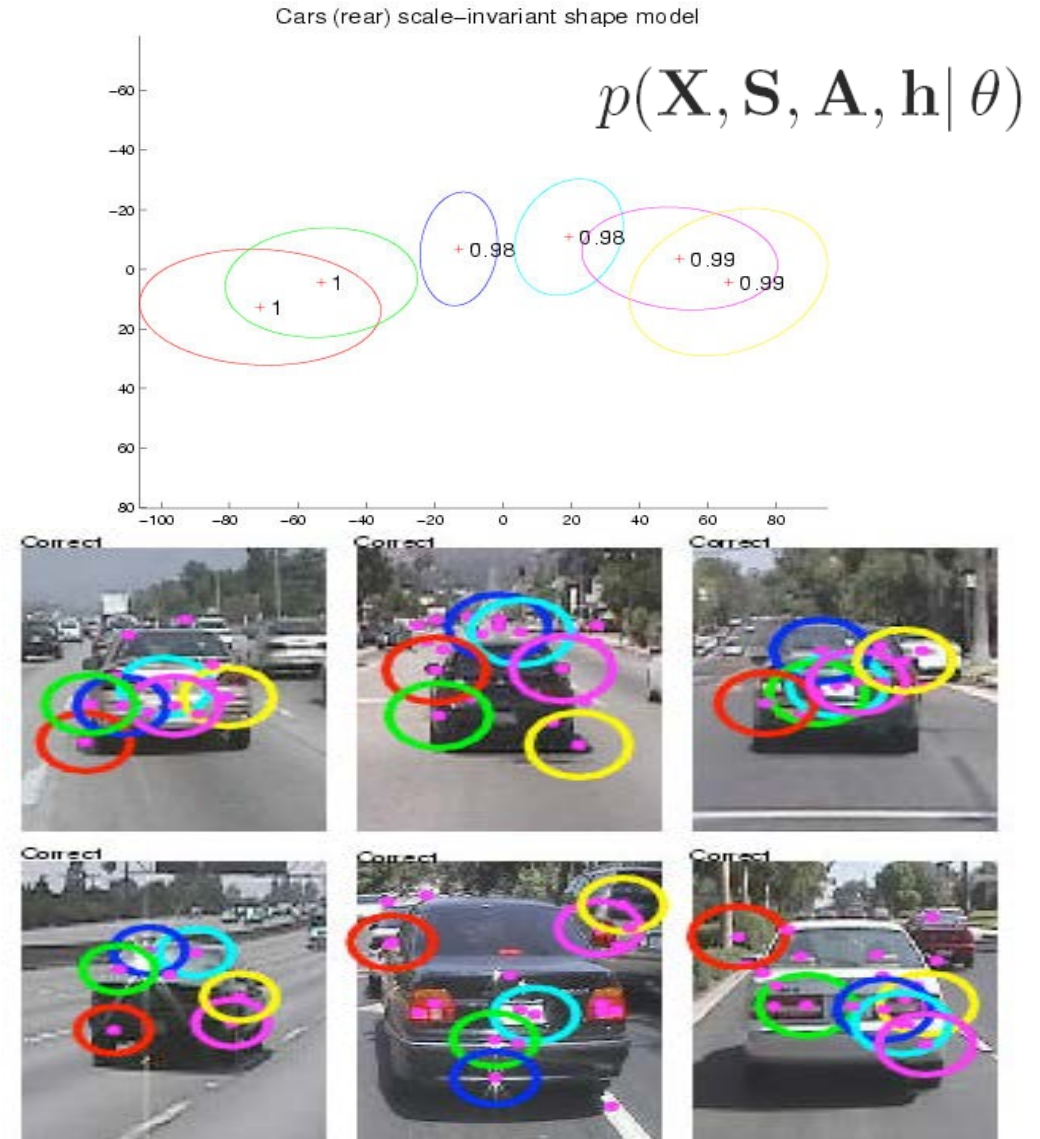 Cars (rear) scale–invariant shape model
p(X, S, A, h| θ)
−60
−40
−20
0
20
40
60
80
0.98
0.98
0.99
0.99
1
1
−100 −80 −60 −40 −20 0 20 40 60 80
Correct Correct Correct
Correct Correct Correct